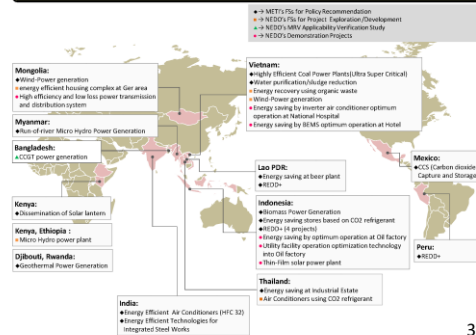 ◆→ METI's FSs for Policy Recommendation
■→ NEDO's FSs for Project Exploration/Development
▲→ NEDO's MRV Applicability Verification Study
●→ NEDO's Demonstration Projects
Mongolia:
◆Wind-Power generation
■energy efficient housing complex at Ger area
●High efficiency and low loss power transmission
and distribution system
Myanmar:
◆Run-of-river Micro Hydro Power Generation
Bangladesh:
▲CCGT power generation
Kenya:
◆Dissemination of Solar lantern
Kenya, Ethiopia :
■Micro Hydro power plant
Djibouti, Rwanda:
◆Geothermal Power Generation
Vietnam:
◆Highly Efficient Coal Power Plants(Ultra Super Critical)
◆Water purification/sludge reduction
■Energy recovery using organic waste
■Wind-Power generation
●Energy saving by inverter air conditioner optimum
operation at National Hospital
●Energy saving by BEMS optimum operation at Hotel
Lao PDR:
◆Energy saving at beer plant
◆REDD+
Indonesia:
◆Biomass Power Generation
◆Energy saving stores based on CO2 refrigerant
◆REDD+ (4 projects)
●Energy saving by optimum operation at Oil factory
●Utility facility operation optimization technology
into Oil factory
●Thin-Film solar power plant
Thailand:
◆Energy saving at Industrial Estate
■Air Conditioners using CO2 refrigerant
India:
◆Energy Efficient Air Conditioners (HFC 32)
◆Energy Efficient Technologies for
Integrated Steel Works
Mexico:
◆CCS (Carbon dioxide
Capture and Storage
Peru:
◆REDD+
3